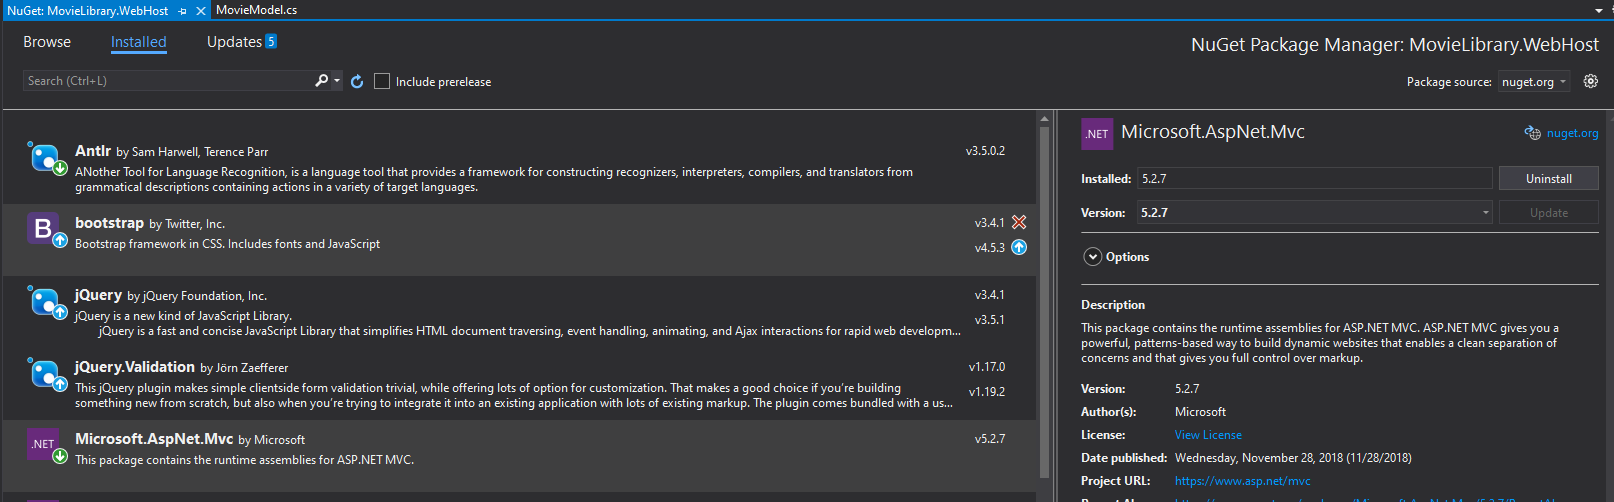 NuGet: MovieLibrary.WebHost
MovieModel.cs
Browse
Installed
Updates 5
NuGet Package Manager: MovieLibrary.WebHost
Search (Ctrl+L)
Include prerelease
Package source: nuget.org
Antlr by Sam Harwell, Terence Parr
v3.5.0.2
ANother Tool for Language Recognition, is a language tool that provides a framework for constructing recognizers, interpreters, compilers, and translators from
grammatical descriptions containing actions in a variety of target languages.
B
bootstrap by Twitter, Inc.
v3.4.1
Bootstrap framework in CSS. Includes fonts and JavaScript
v4.5.3
jQuery by jQuery Foundation, Inc.
v3.4.1
jQuery is a new kind of JavaScript Library.
v3.5.1
jQuery is a fast and concise JavaScript Library that simplifies HTML document traversing, event handling, animating, and Ajax interactions for rapid web developm...
jQuery.Validation by Jörn Zaefferer
v1.17.0
This jQuery plugin makes simple clientside form validation trivial, while offering lots of option for customization. That makes a good choice if you're building
v1.19.2
something new from scratch, but also when you're trying to integrate it into an existing application with lots of existing markup. The plugin comes bundled with a us...
.NET
Microsoft.AspNet.Mvc by Microsoft
v5.2.7
This package contains the runtime assemblies for ASP.NET MVC.
.NET
Microsoft.AspNet.Mvc
nuget.org
Installed: 5.2.7
Uninstall
Version: 5.2.7
Update
Options
Description
This package contains the runtime assemblies for ASP.NET MVC. ASP.NET MVC gives you a
powerful, patterns-based way to build dynamic websites that enables a clean separation of
concerns and that gives you full control over markup.
Version: 5.2.7
Author(s): Microsoft
License: View License
Date published: Wednesday, November 28, 2018 (11/28/2018)
Project URL: https://www.asp.net/mvc